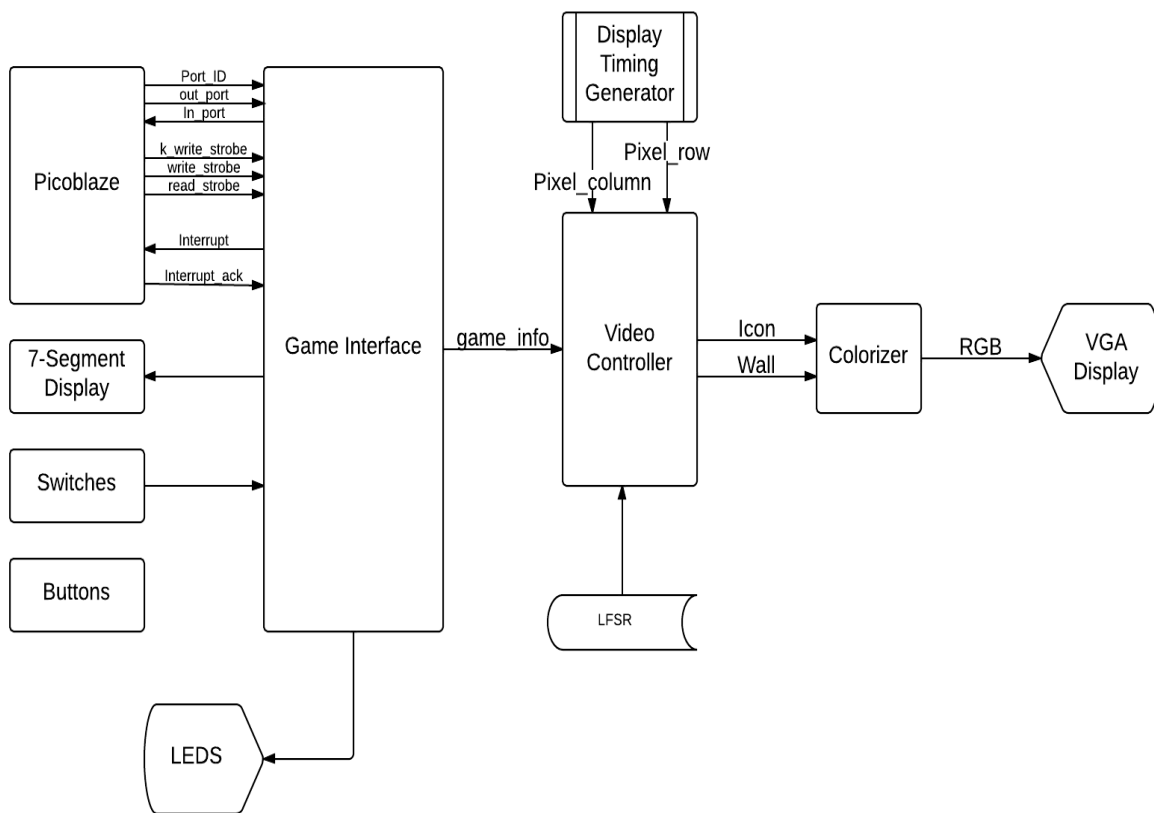 Display
Timing
Generator
Port_ID
out_port
In_port
k_write_strobe
write_strobe
read_strobe
Picoblaze
Interrupt
Interrupt_ack
Pixel_row
Pixel_column
Game Interface
game_info
Video
Controller
Icon
Wall
Colorizer
RGB
VGA
Display
7-Segment
Display
Switches
Buttons
LFSR
LEDS